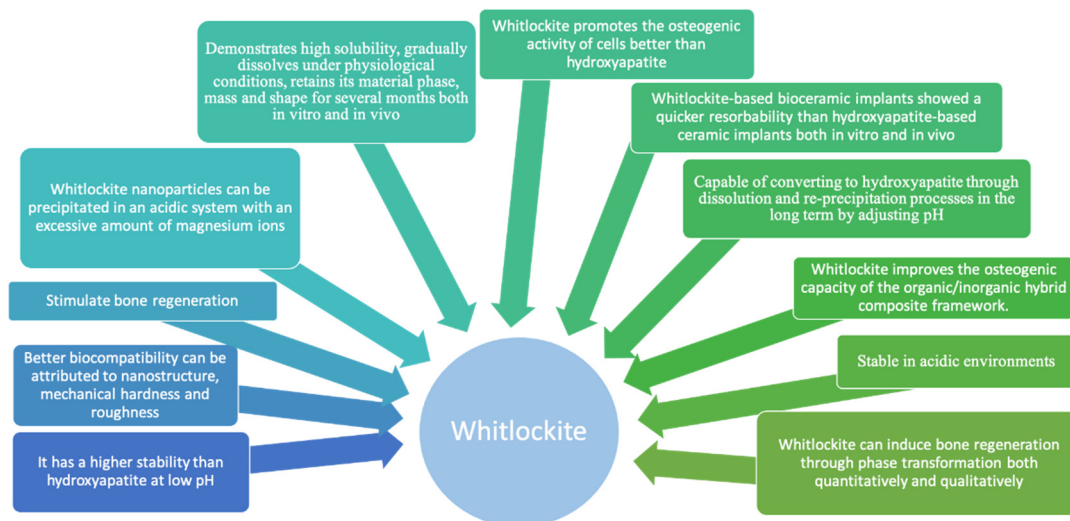 Whitlockite promotes the osteogenic
activity of cells better than
hydroxyapatite
Demonstrates high solubility, gradually
dissolves under physiological
conditions, retains its material phase,
mass and shape for several months both
in vitro and in vivo
Whitlockite-based bioceramic implants showed a
quicker resorbability than hydroxyapatite-based
ceramic implants both in vitro and in vivo
Whitlockite nanoparticles can be
precipitated in an acidic system with an
excessive amount of magnesium ions
Capable of converting to hydroxyapatite through
dissolution and re-precipitation processes in the
long term by adjusting pH
Stimulate bone regeneration
Whitlockite improves the osteogenic
capacity of the organic/inorganic hybrid
composite framework.
Better biocompatibility can be
attributed to nanostructure,
mechanical hardness and
roughness
Stable in acidic environments
It has a higher stability than
hydroxyapatite at low pH
Whitlockite can induce bone regeneration
through phase transformation both
quantitatively and qualitatively
Whitlockite